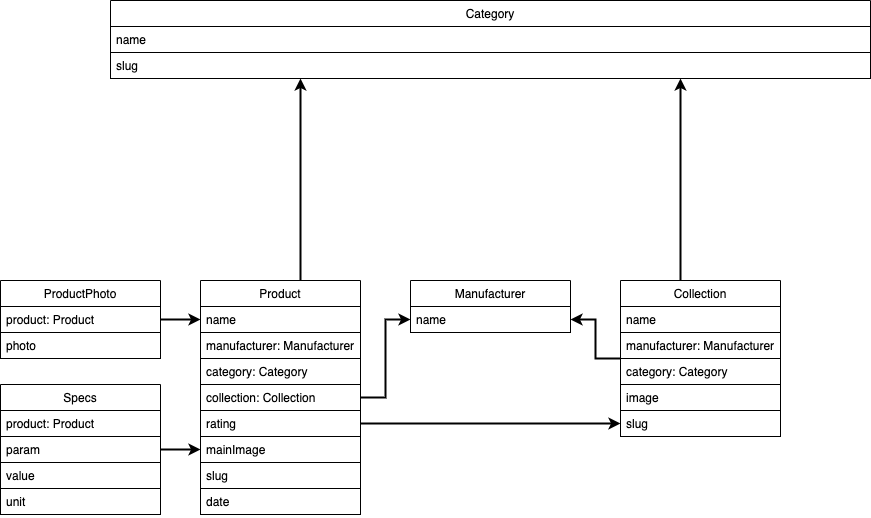 Category
name
slug
ProductPhoto
product: Product
photo
Specs
product: Product
param
value
unit
Product
name
manufacturer: Manufacturer
category: Category
collection: Collection
rating
mainImage
slug
date
Manufacturer
name
Collection
name
manufacturer: Manufacturer
category: Category
image
slug